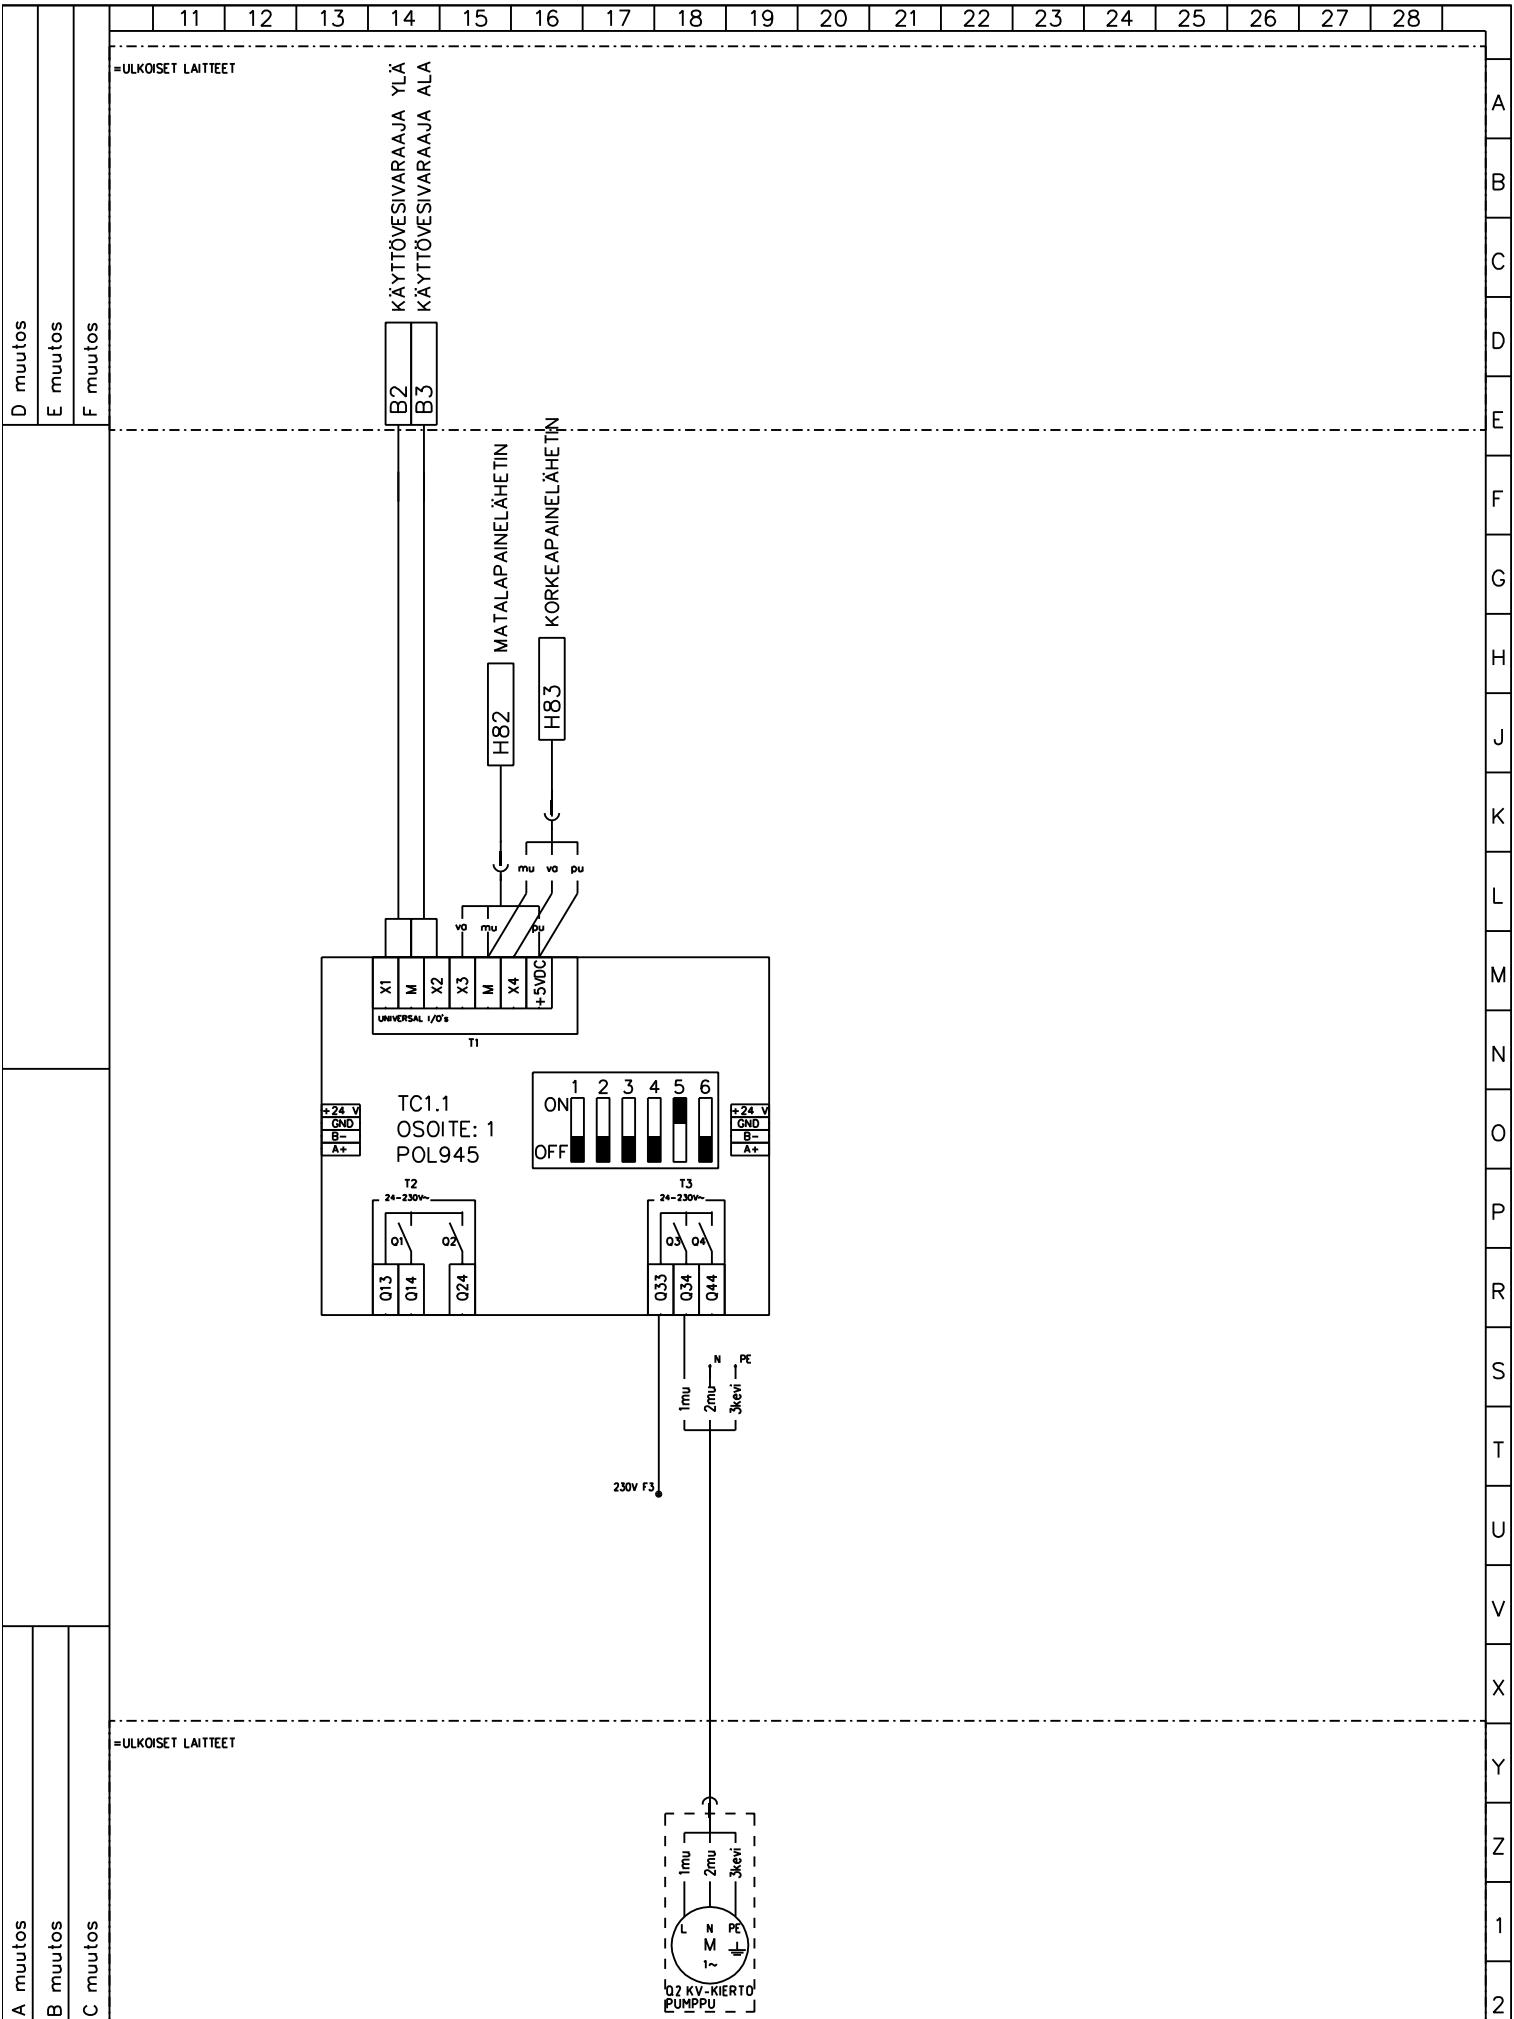 11 12 13 14 15 16 17 18 19 20 21 22 23 24 25 26 27 28
=ULKOISET LAITTEET
KÄYTTÖVESIVARAAJA YLÄ
KÄYTTÖVESIVARAAJA ALA
A
B
C
D
E
F
G
H
J
K
L
M
N
O
P
R
S
T
U
V
X
Y
Z
1
2
D muutos
E muutos
F muutos
B2
B3
MATALAPAINELÄHETIN
KORKEAPAINELÄHETIN
H82
H83
mu va pu
va mu pu
X1 M X2 X3 M X4 +5VDC
UNIVERSAL I/O's
T1
1 2 3 4 5 6
ON
OFF
TC1.1
OSOITE: 1
POL945
+24 V
GND
B-
A+
+24 V
GND
B-
A+
T2
24-230V~
Q1 Q2
Q13 Q14 Q24
T3
24-230V~
Q3 Q4
Q33 Q34 Q44
N PE
1mu 2mu 3kevi
230V F3
=ULKOISET LAITTEET
1mu 2mu 3kevi
L N PE
M
1~
Q2 KV-KIERTO
PUMPPU
A muutos
B muutos
C muutos